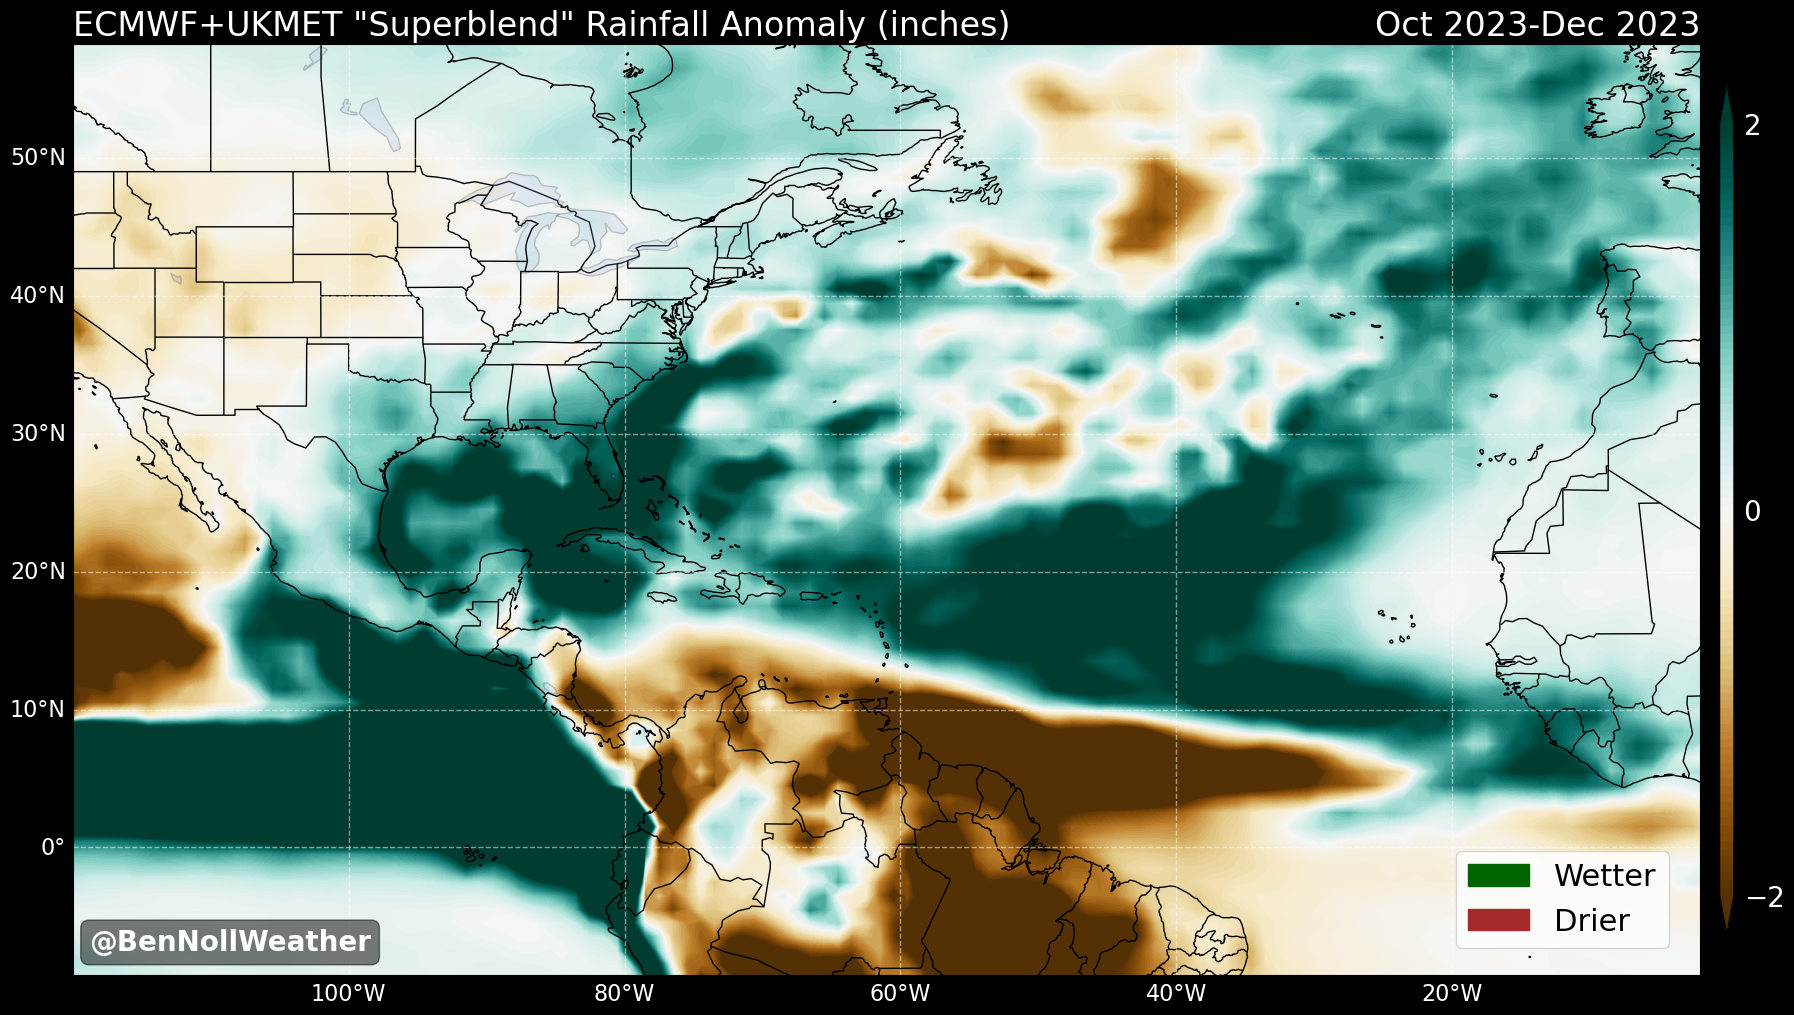 ECMWF+UKMET "Superblend" Rainfall Anomaly (inches)
Oct 2023-Dec 2023
50°N
40°N
30°N
20°N
10°N
0°
100°W
80°W
60°W
40°W
20°W
2
0
−2
Wetter
Drier
@BenNollWeather